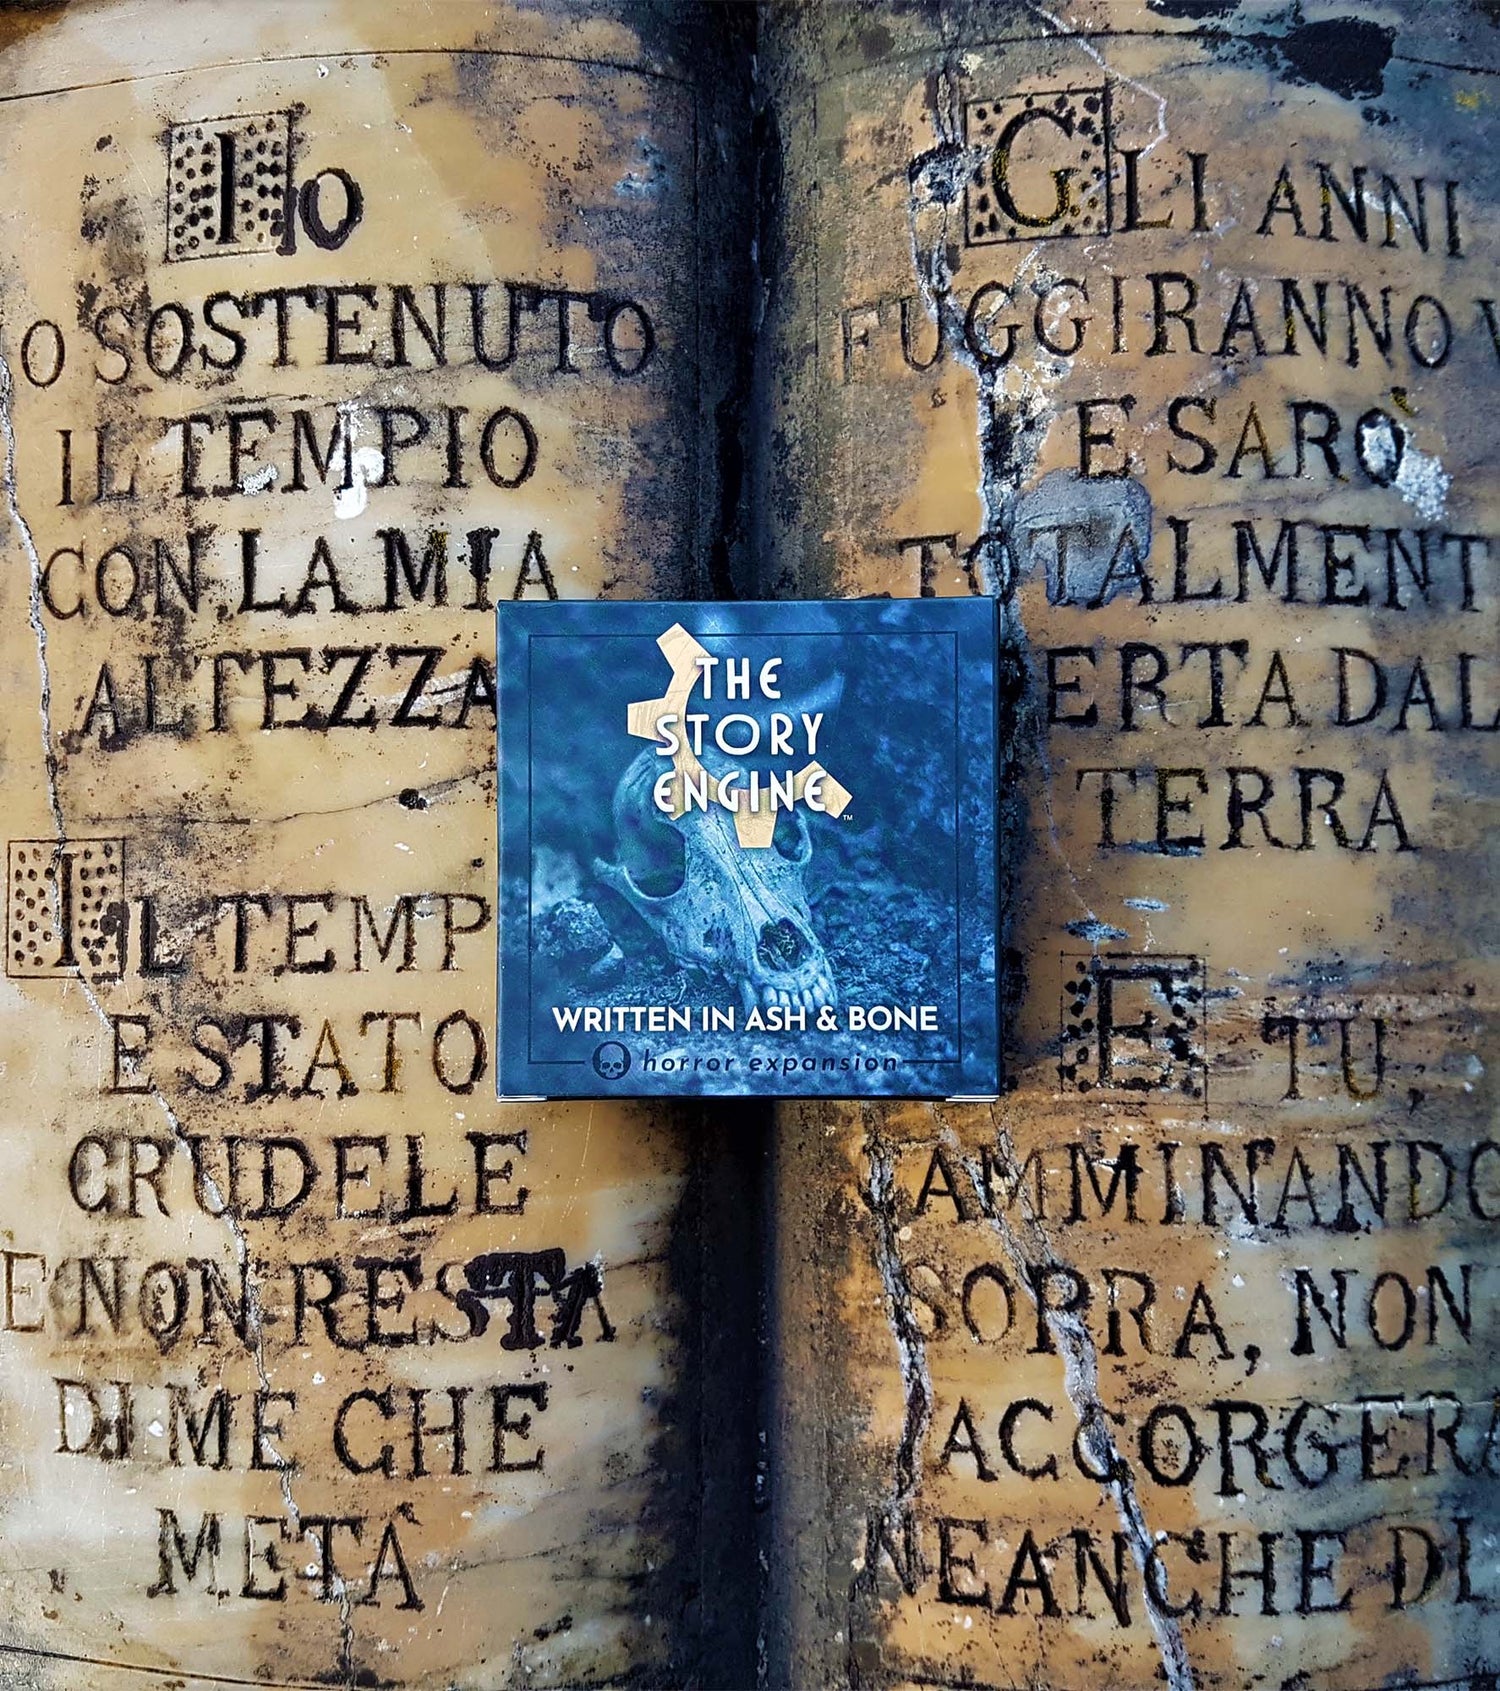 Io
O SOSTENUTO
IL TEMPIO
CON LA MIA
ALTEZZA
IL TEMP
E STATO
CRUDELE
E NON RESTA
DI ME CHE
METÀ
GLI ANNI
FUGGIRANNO V
E SARÒ
TOTALMENT
ERTA DAL
TERRA
E TU,
AMMINANDO
SOPRA, NON
ACCORGERA
NEANCHE DI
THE
STORY
ENGINE™
WRITTEN IN ASH & BONE
horror expansion